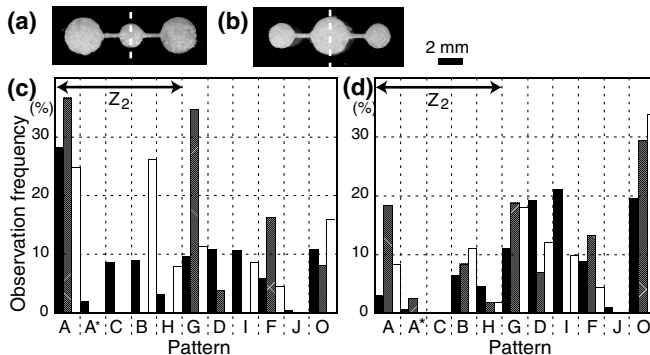 (a)
(b)
2 mm
(c)
(d)
(%)
Z2
(%)
Z2
30
30
20
20
10
10
0
0
Observation frequency
A A* C B H G D I F J O
A A* C B H G D I F J O
Pattern
Pattern